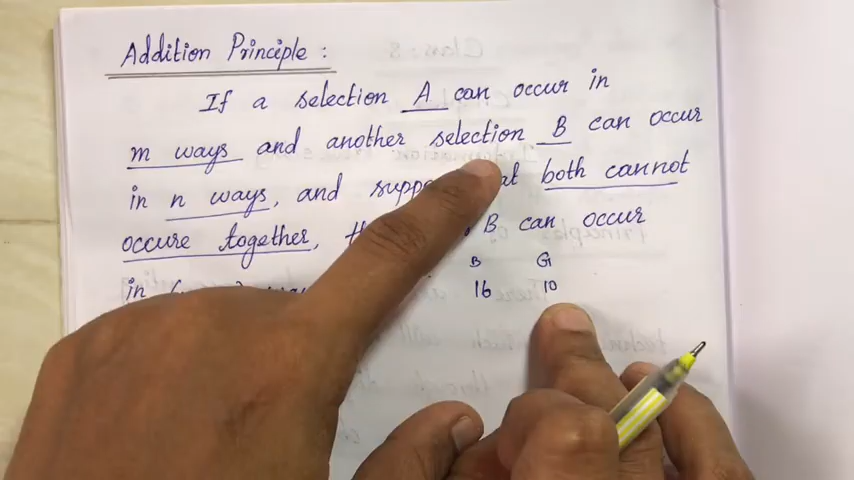 Addition Principle :
If a selection A can occur in
m ways and another selection B can occur
in n ways, and both cannot
occure together, B can occur
in
B G
16 10